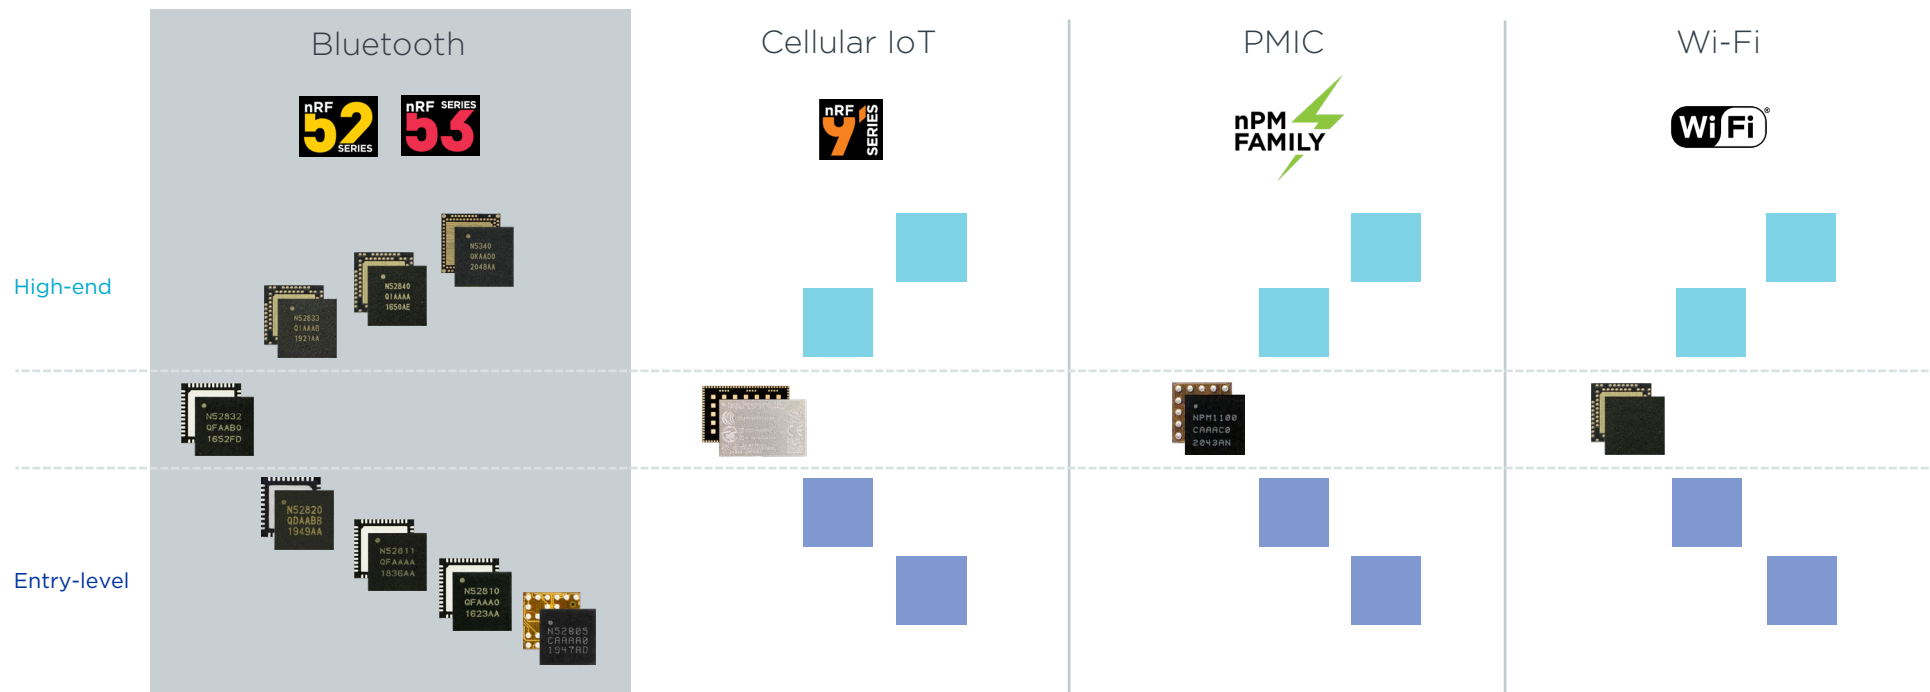 Bluetooth
Cellular IoT
PMIC
Wi-Fi
nRF
52
SERIES
nRF SERIES
53
nRF
9
SERIES
nPM
FAMILY
Wi Fi®
High-end
N5340
QKAAD0
2048AA
N52840
QIAAAA
1650AE
N52833
QIAAA0
1921AA
N52832
QFAAB0
1652FD
NPM1100
CAAAC0
2043AN
Entry-level
N52820
QDAAB8
1949AA
N52811
QFAAAA
1836AA
N52810
QFAAA0
1623AA
N52805
CAAAA0
1947AD